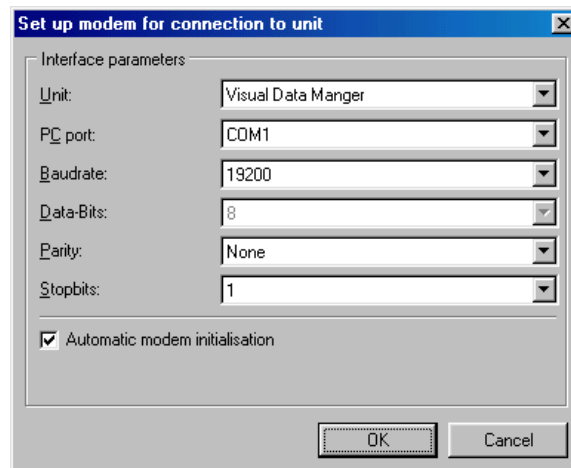 Set up modem for connection to unit
Interface parameters
Unit: Visual Data Manger
PC port: COM1
Baudrate: 19200
Data-Bits: 8
Parity: None
Stopbits: 1
Automatic modem initialisation
OK Cancel